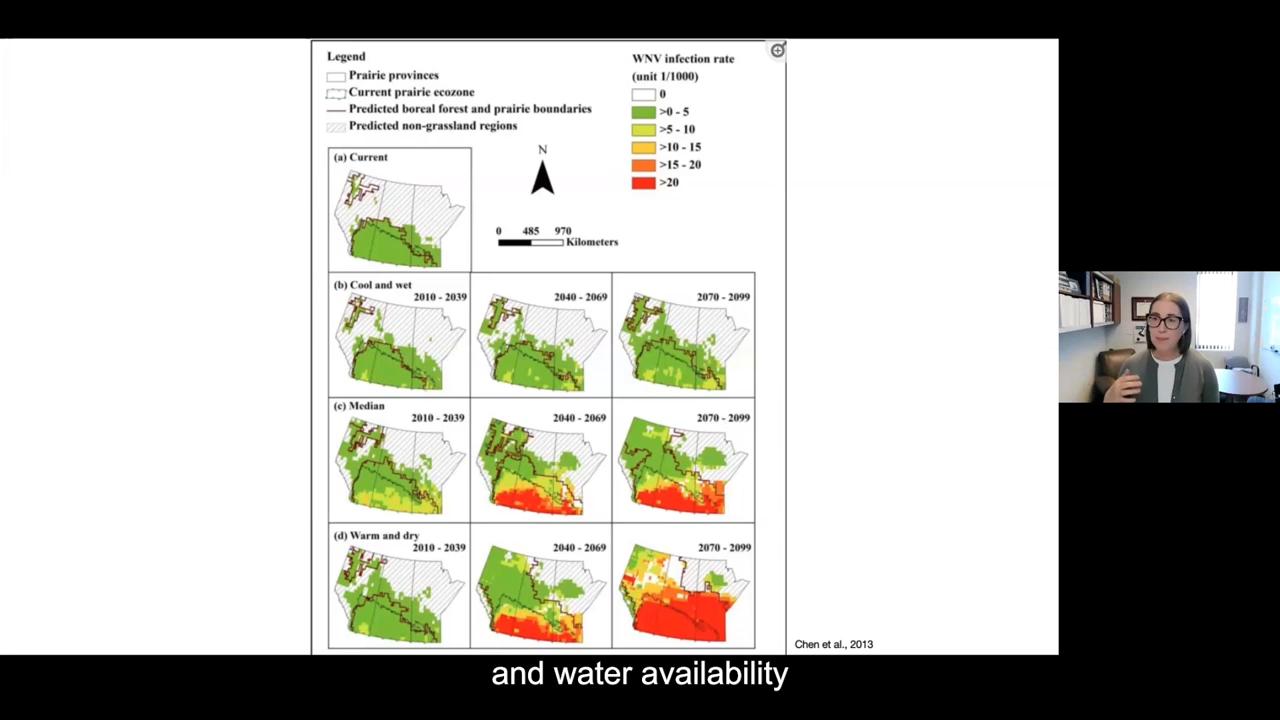 Legend
Prairie provinces
Current prairie ecozone
Predicted boreal forest and prairie boundaries
Predicted non-grassland regions
WNV infection rate
(unit 1/1000)
0
>0 - 5
>5 - 10
>10 - 15
>15 - 20
>20
N
0 485 970
Kilometers
(a) Current
(b) Cool and wet
2010 - 2039
2040 - 2069
2070 - 2099
(c) Median
2010 - 2039
2040 - 2069
2070 - 2099
(d) Warm and dry
2010 - 2039
2040 - 2069
2070 - 2099
Chen et al., 2013
and water availability